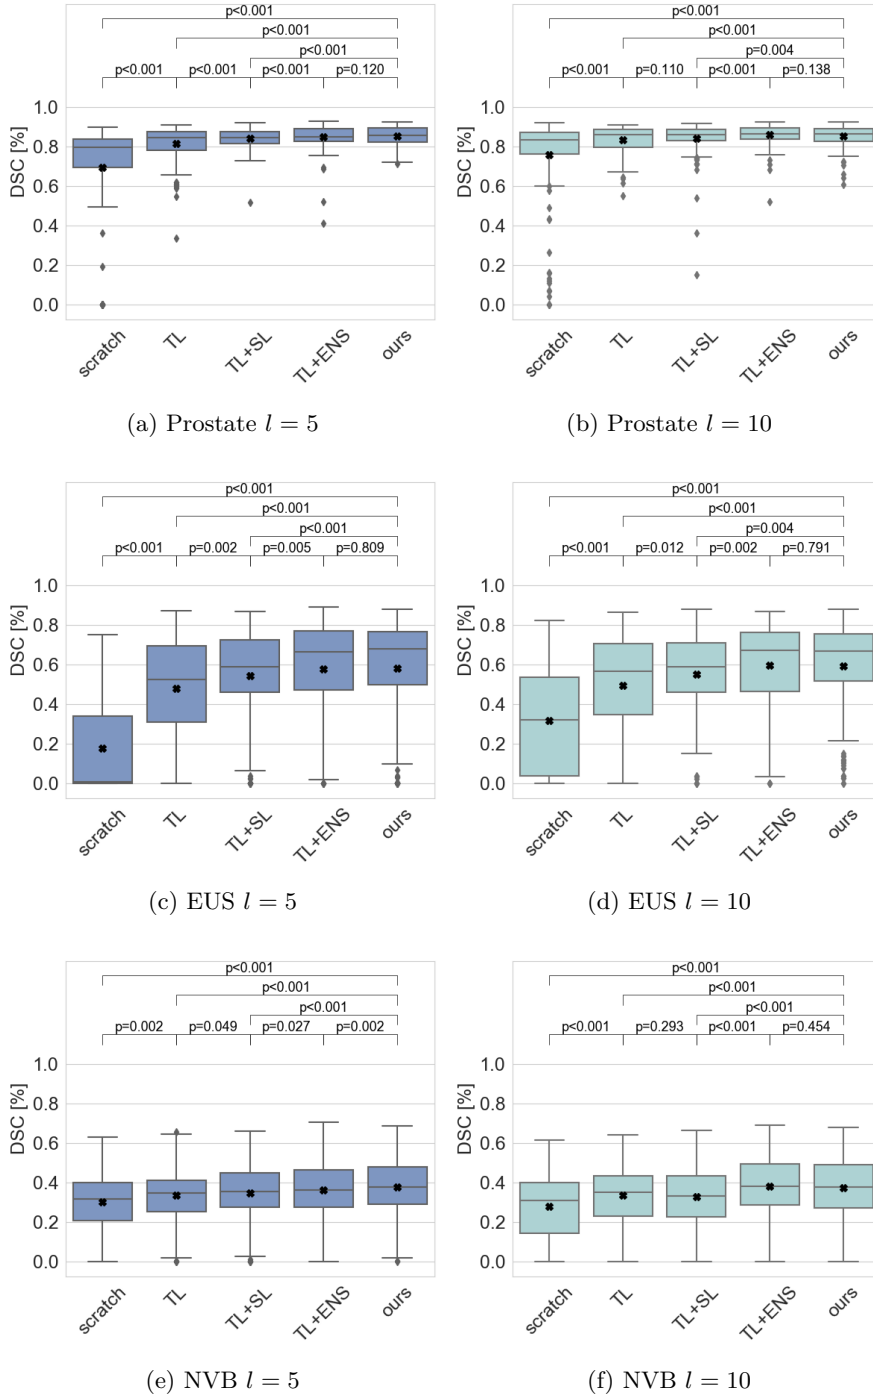 p<0.001
p<0.001
p<0.001
p<0.001 p<0.001 p<0.001 p=0.120
DSC [%]
1.0
0.8
0.6
0.4
0.2
0.0
scratch TL TL+SL TL+ENS ours
(a) Prostate l = 5
p<0.001
p<0.001
p=0.004
p<0.001 p=0.110 p<0.001 p=0.138
DSC [%]
1.0
0.8
0.6
0.4
0.2
0.0
scratch TL TL+SL TL+ENS ours
(b) Prostate l = 10
p<0.001
p<0.001
p<0.001
p<0.001 p=0.002 p=0.005 p=0.809
DSC [%]
1.0
0.8
0.6
0.4
0.2
0.0
scratch TL TL+SL TL+ENS ours
(c) EUS l = 5
p<0.001
p<0.001
p=0.004
p<0.001 p=0.012 p=0.002 p=0.791
DSC [%]
1.0
0.8
0.6
0.4
0.2
0.0
scratch TL TL+SL TL+ENS ours
(d) EUS l = 10
p<0.001
p<0.001
p<0.001
p=0.002 p=0.049 p=0.027 p=0.002
DSC [%]
1.0
0.8
0.6
0.4
0.2
0.0
scratch TL TL+SL TL+ENS ours
(e) NVB l = 5
p<0.001
p<0.001
p<0.001
p<0.001 p=0.293 p<0.001 p=0.454
DSC [%]
1.0
0.8
0.6
0.4
0.2
0.0
scratch TL TL+SL TL+ENS ours
(f) NVB l = 10